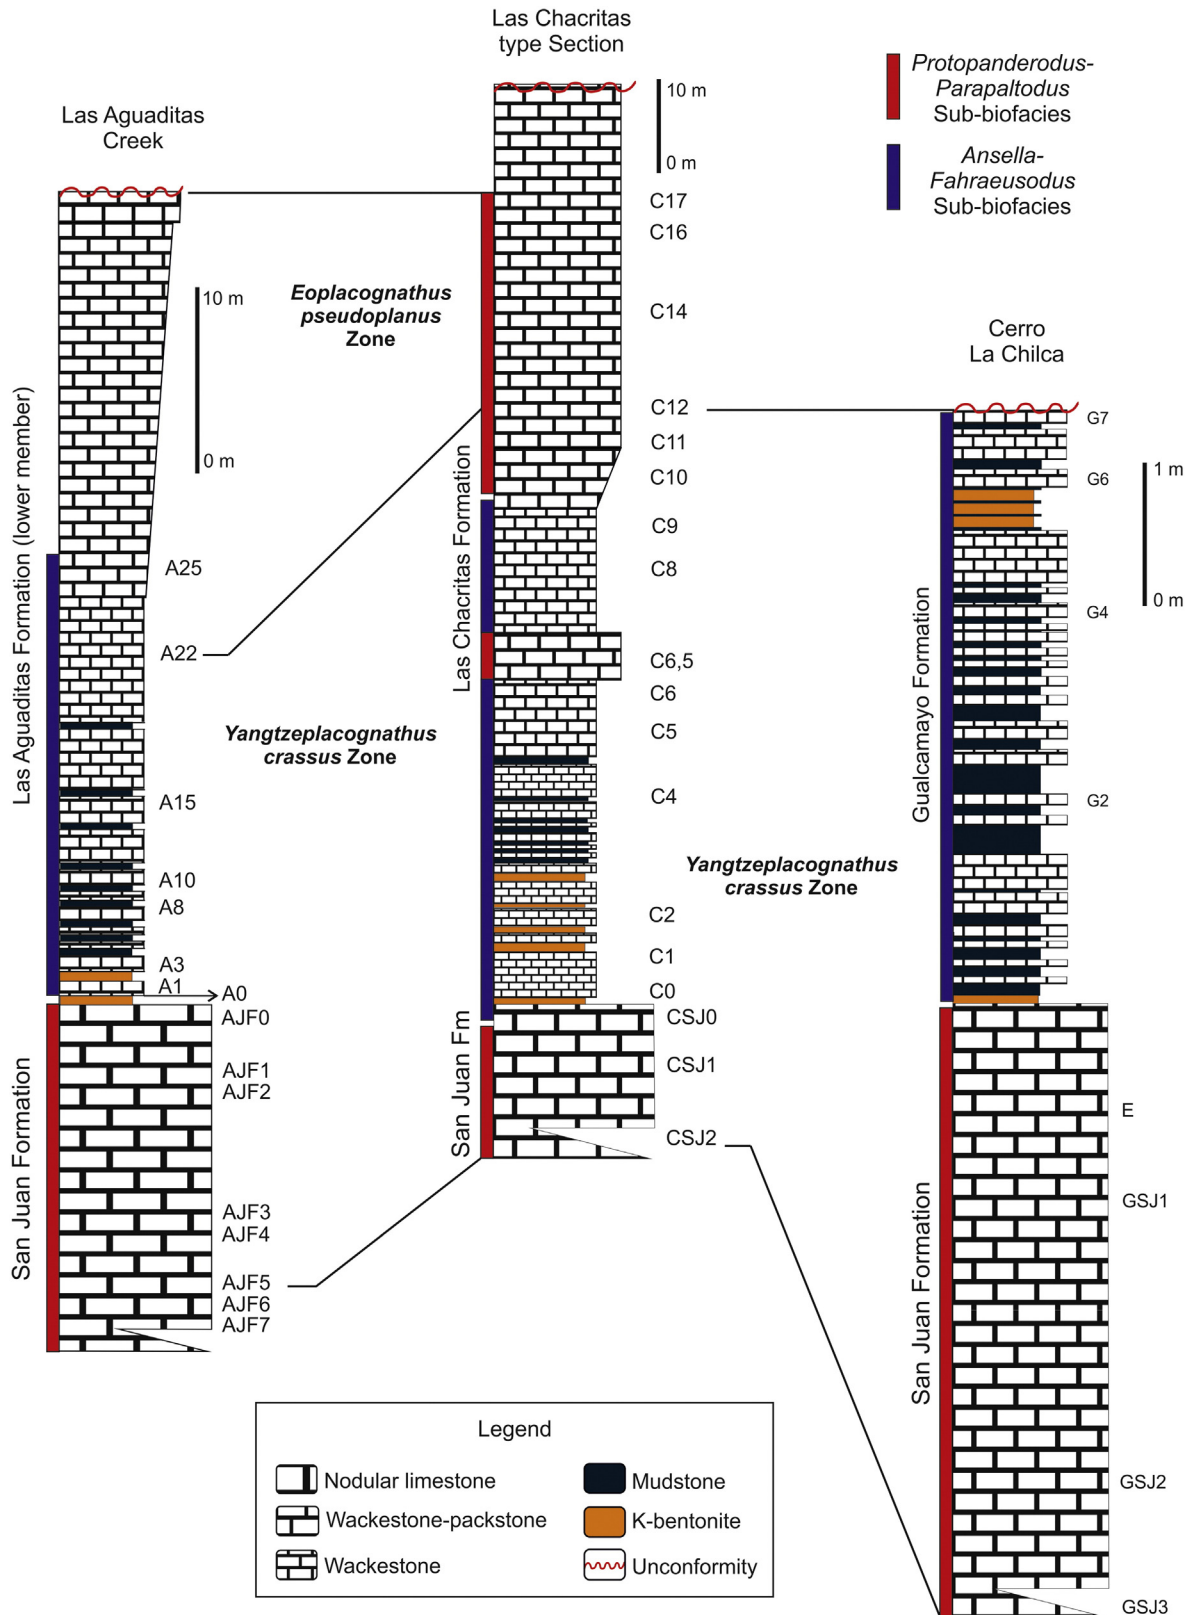 Las Chacritas
type Section
10 m
0 m
Protopanderodus-
Parapaltodus
Sub-biofacies
Ansella-
Fahraeusodus
Sub-biofacies
Las Aguaditas
Creek
10 m
0 m
Eoplacognathus
pseudoplanus
Zone
Yangtzeplacognathus
crassus Zone
Las Aguaditas Formation (lower member)
San Juan Formation
A25
A22
A15
A10
A8
A3
A1
A0
AJF0
AJF1
AJF2
AJF3
AJF4
AJF5
AJF6
AJF7
Las Chacritas Formation
San Juan Fm
C17
C16
C14
C12
C11
C10
C9
C8
C6,5
C6
C5
C4
C2
C1
C0
CSJ0
CSJ1
CSJ2
Yangtzeplacognathus
crassus Zone
Cerro
La Chilca
1 m
0 m
Gualcamayo Formation
San Juan Formation
G7
G6
G4
G2
E
GSJ1
GSJ2
GSJ3
Legend
Nodular limestone
Wackestone-packstone
Wackestone
Mudstone
K-bentonite
Unconformity